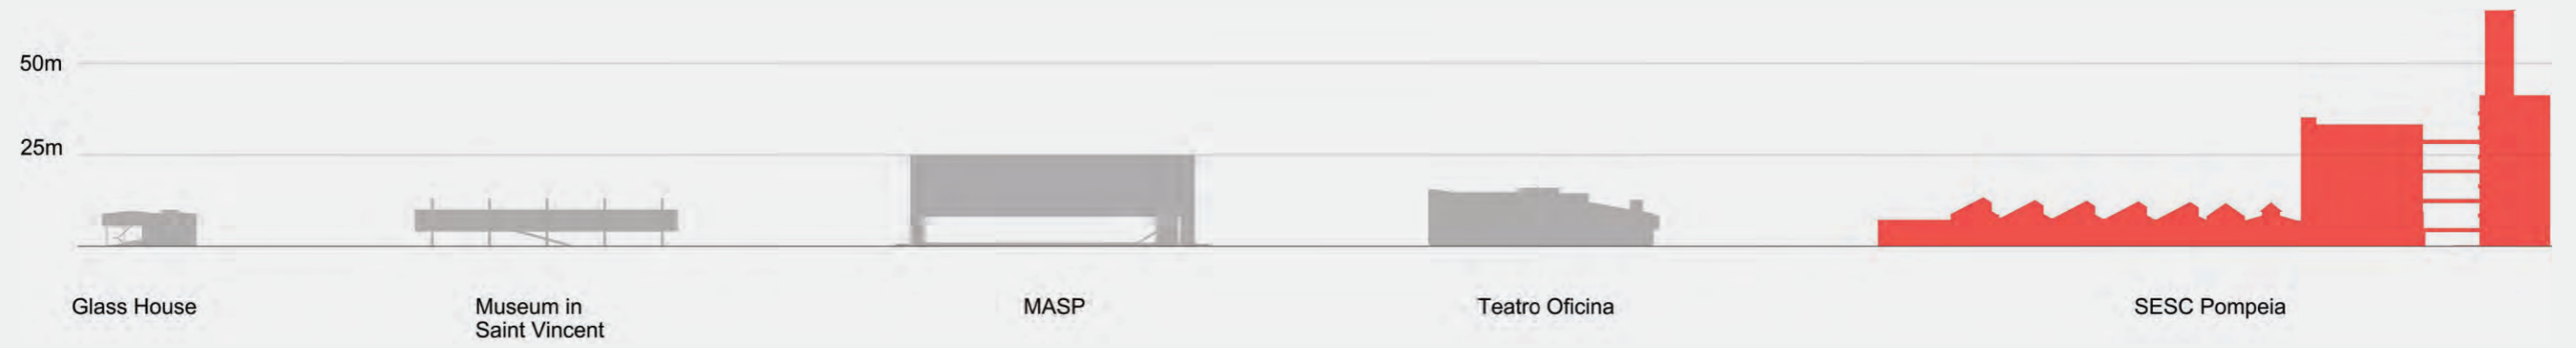 50m
25m
Glass House
Museum in
Saint Vincent
MASP
Teatro Oficina
SESC Pompeia